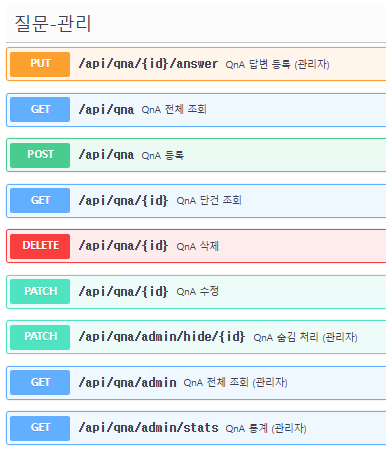 질문-관리
PUT /api/qna/{id}/answer QnA 답변 등록 (관리자)
GET /api/qna QnA 전체 조회
POST /api/qna QnA 등록
GET /api/qna/{id} QnA 단건 조회
DELETE /api/qna/{id} QnA 삭제
PATCH /api/qna/{id} QnA 수정
PATCH /api/qna/admin/hide/{id} QnA 숨김 처리 (관리자)
GET /api/qna/admin QnA 전체 조회 (관리자)
GET /api/qna/admin/stats QnA 통계 (관리자)